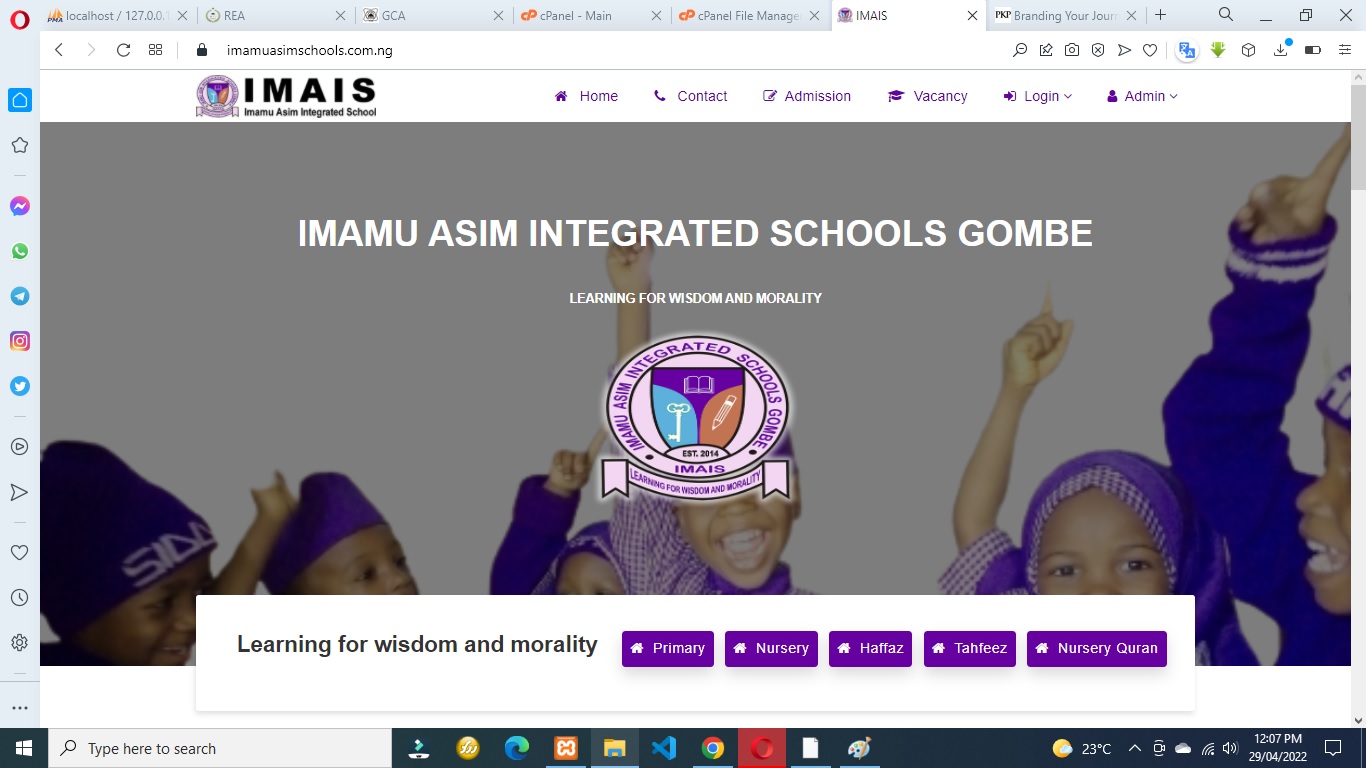 localhost / 127.0.0.1
REA
GCA
cPanel - Main
cPanel File Manage
IMAIS
PKP Branding Your Jour
imamuasimschools.com.ng
IMAIS
Imamu Asim Integrated School
Home
Contact
Admission
Vacancy
Login
Admin
IMAMU ASIM INTEGRATED SCHOOLS GOMBE
LEARNING FOR WISDOM AND MORALITY
IMAMU ASIM INTEGRATED SCHOOLS GOMBE
EST. 2014
IMAIS
LEARNING FOR WISDOM AND MORALITY
Learning for wisdom and morality
Primary
Nursery
Haffaz
Tahfeez
Nursery Quran
Type here to search
23°C
12:07 PM
29/04/2022